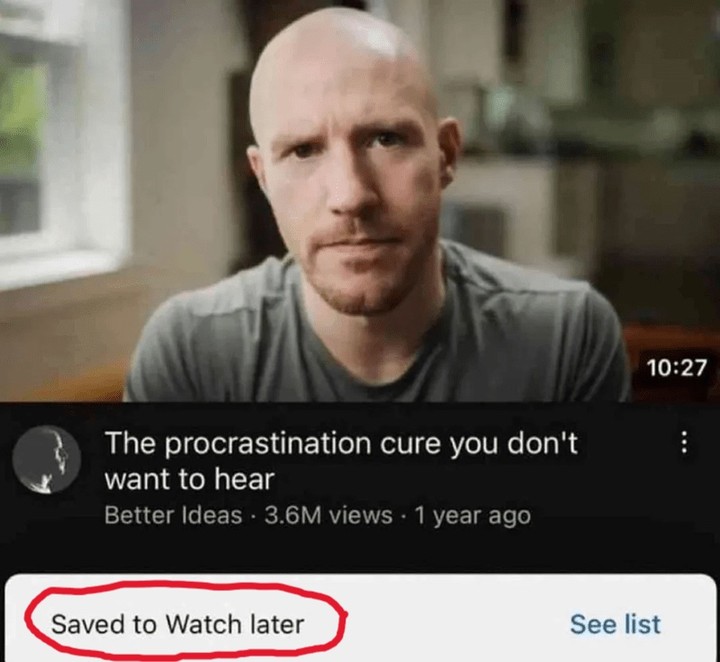 10:27
The procrastination cure you don't
want to hear
Better Ideas · 3.6M views · 1 year ago
Saved to Watch later
See list